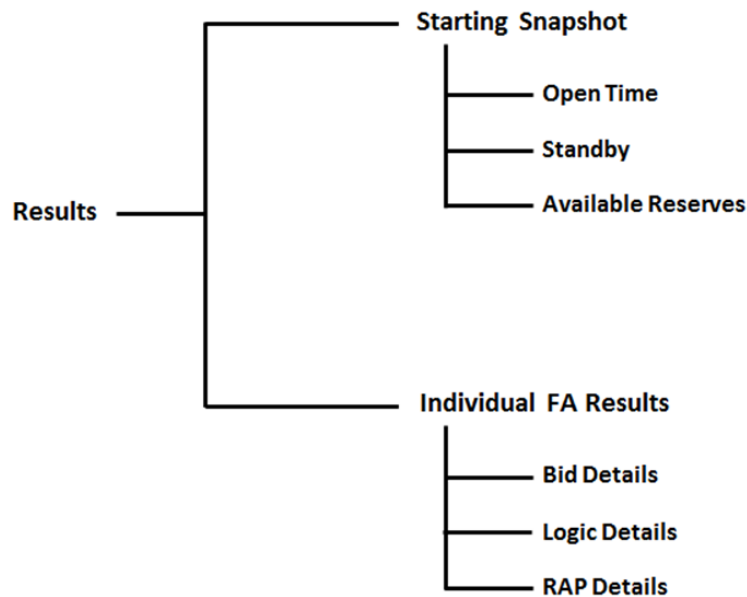 Starting Snapshot
Open Time
Standby
Available Reserves
Results
Individual FA Results
Bid Details
Logic Details
RAP Details